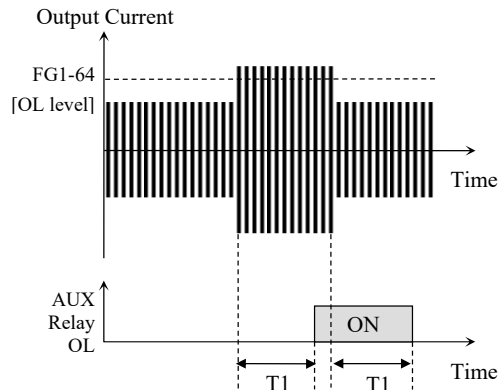 Output Current
FG1-64
[OL level]
Time
AUX
Relay
OL
ON
Time
T1
T1